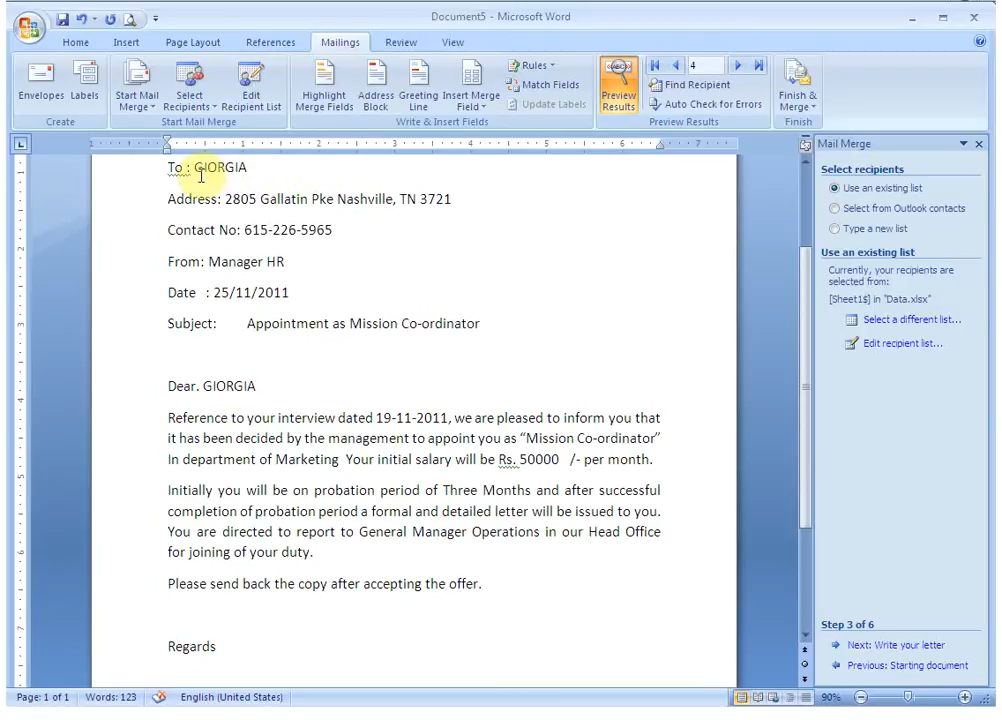 Document5 - Microsoft Word
Home Insert Page Layout References Mailings Review View
Envelopes
Labels
Start Mail
Merge
Select
Recipients
Edit
Recipient List
Highlight
Merge Fields
Address
Block
Greeting
Line
Insert Merge
Field
Rules
Match Fields
Update Labels
Preview
Results
4
Find Recipient
Auto Check for Errors
Finish &
Merge
Create
Start Mail Merge
Write & Insert Fields
Preview Results
Finish
To : GIORGIA
Address: 2805 Gallatin Pke Nashville, TN 3721
Contact No: 615-226-5965
From: Manager HR
Date : 25/11/2011
Subject: Appointment as Mission Co-ordinator
Dear. GIORGIA
Reference to your interview dated 19-11-2011, we are pleased to inform you that
it has been decided by the management to appoint you as “Mission Co-ordinator”
In department of Marketing Your initial salary will be Rs. 50000 /- per month.
Initially you will be on probation period of Three Months and after successful
completion of probation period a formal and detailed letter will be issued to you.
You are directed to report to General Manager Operations in our Head Office
for joining of your duty.
Please send back the copy after accepting the offer.
Regards
Mail Merge
Select recipients
Use an existing list
Select from Outlook contacts
Type a new list
Use an existing list
Currently, your recipients are
selected from:
[Sheet1$] in "Data.xlsx"
Select a different list...
Edit recipient list...
Step 3 of 6
Next: Write your letter
Previous: Starting document
Page: 1 of 1 Words: 123 English (United States) 90%